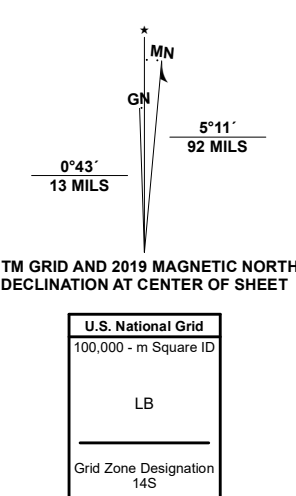 ★
MN
GN
5°11´
92 MILS
0°43´
13 MILS
TM GRID AND 2019 MAGNETIC NORTH
DECLINATION AT CENTER OF SHEET
U.S. National Grid
100,000 - m Square ID
LB
Grid Zone Designation
14S